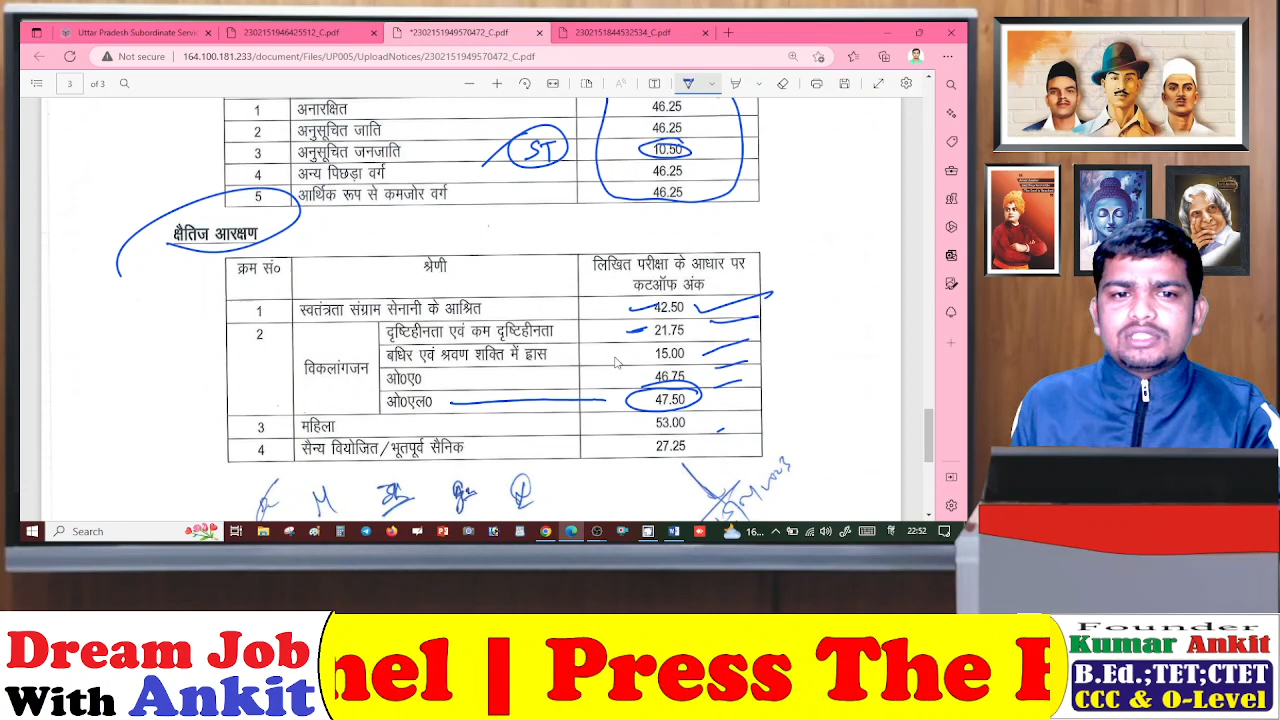 Uttar Pradesh Subordinate Servi
2302151946425512_C.pdf
*2302151949570472_C.pdf
2302151844532534_C.pdf
Not secure
164.100.181.233/document/Files/UP005/UploadNotices/2302151949570472_C.pdf
3 of 3
1 अनारक्षित 46.25
2 अनुसूचित जाति 46.25
3 अनुसूचित जनजाति ST 10.50
4 अन्य पिछड़ा वर्ग 46.25
5 आर्थिक रूप से कमजोर वर्ग 46.25
क्षैतिज आरक्षण
क्रम सं० श्रेणी लिखित परीक्षा के आधार पर
कटऑफ अंक
1 स्वतंत्रता संग्राम सेनानी के आश्रित 42.50
2 दृष्टिहीनता एवं कम दृष्टिहीनता 21.75
बधिर एवं श्रवण शक्ति में ह्रास 15.00
विकलांगजन
ओ०ए० 46.75
ओ०एल० 47.50
3 महिला 53.00
4 सैन्य वियोजित/भूतपूर्व सैनिक 27.25
Search
16...
हि
22:52
Dream Job
With Ankit
nel | Press The
Founder
Kumar Ankit
B.Ed.;TET;CTET
CCC & O-Level